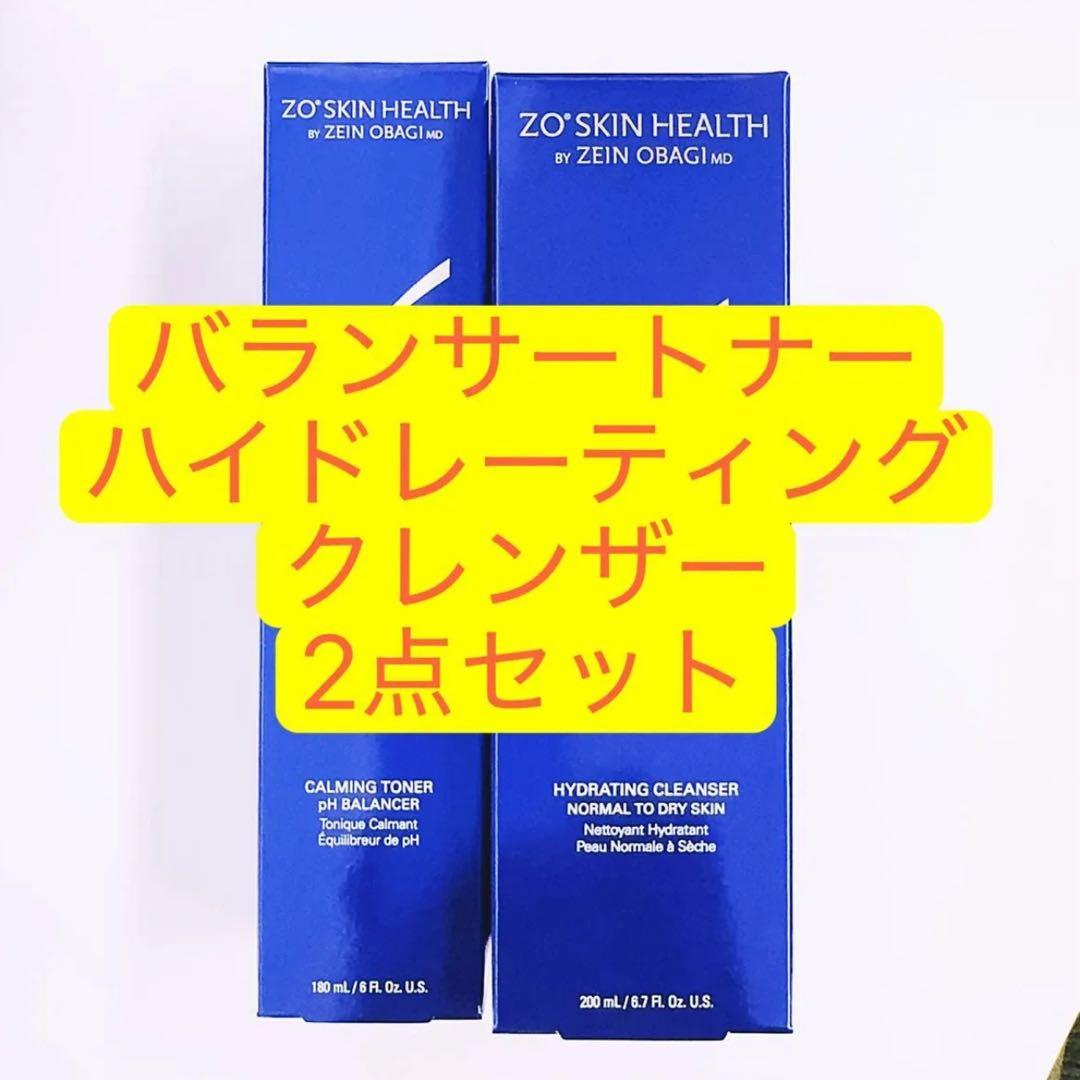 ZO® SKIN HEALTH
BY ZEIN OBAGI MD
ZO® SKIN HEALTH
BY ZEIN OBAGI MD
バランサートナー
ハイドレーティング
クレンザー
2点セット
CALMING TONER
pH BALANCER
Tonique Calmant
Équilibreur de pH
180 mL / 6 Fl. Oz. U.S.
HYDRATING CLEANSER
NORMAL TO DRY SKIN
Nettoyant Hydratant
Peau Normale à Sèche
200 mL / 6.7 Fl. Oz. U.S.